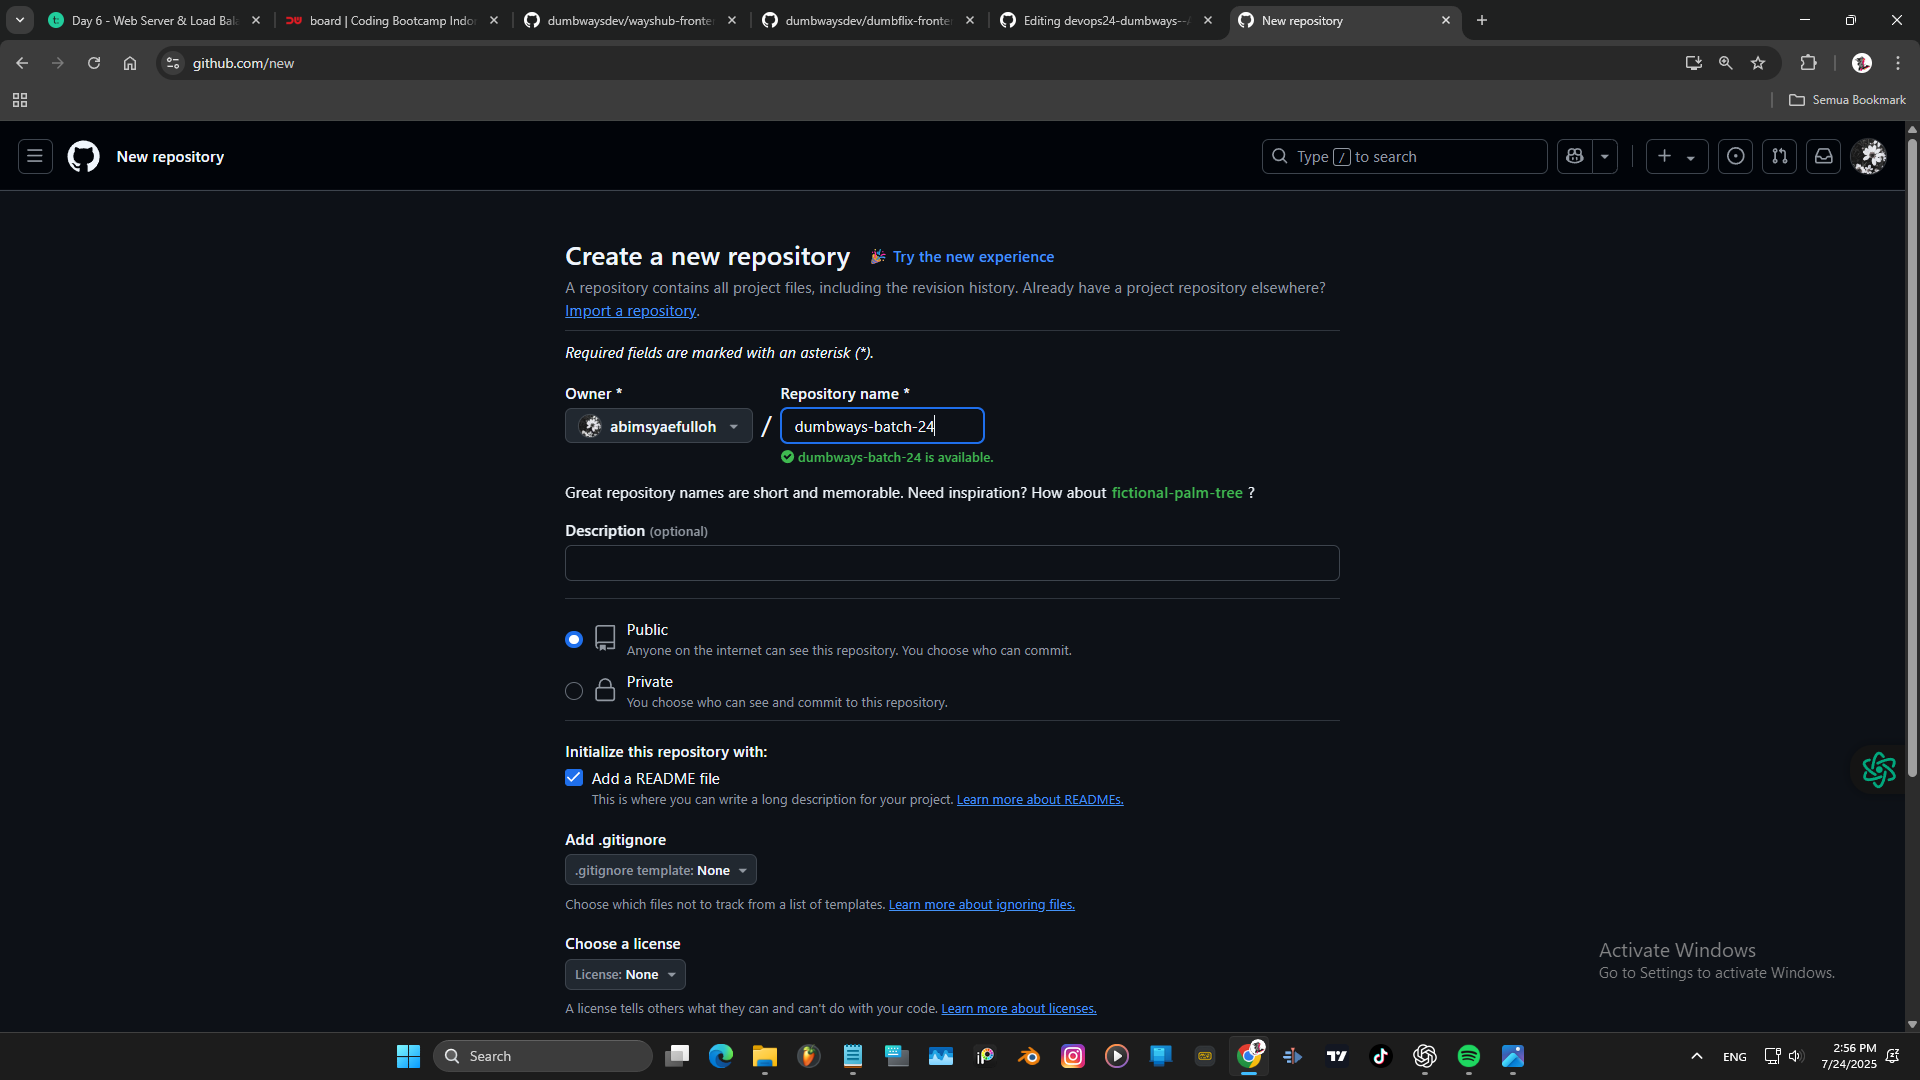 Day 6 - Web Server & Load Bala
board | Coding Bootcamp Indon
dumbwaysdev/wayshub-fronten
dumbwaysdev/dumbflix-fronten
Editing devops24-dumbways--/
New repository
github.com/new
Semua Bookmark
New repository
Type / to search
Create a new repository
Try the new experience
A repository contains all project files, including the revision history. Already have a project repository elsewhere?
Import a repository.
Required fields are marked with an asterisk (*).
Owner *
Repository name *
abimsyaefulloh
/
dumbways-batch-24
dumbways-batch-24 is available.
Great repository names are short and memorable. Need inspiration? How about fictional-palm-tree ?
Description (optional)
Public
Anyone on the internet can see this repository. You choose who can commit.
Private
You choose who can see and commit to this repository.
Initialize this repository with:
Add a README file
This is where you can write a long description for your project. Learn more about READMEs.
Add .gitignore
.gitignore template: None
Choose which files not to track from a list of templates. Learn more about ignoring files.
Choose a license
License: None
A license tells others what they can and can't do with your code. Learn more about licenses.
Activate Windows
Go to Settings to activate Windows.
Search
ENG
2:56 PM
7/24/2025